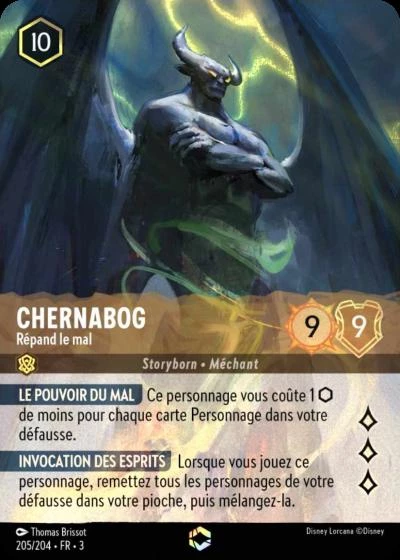 10
CHERNABOG
Répand le mal
9
9
Storyborn • Méchant
LE POUVOIR DU MAL Ce personnage vous coûte 1
de moins pour chaque carte Personnage dans votre
défausse.
INVOCATION DES ESPRITS Lorsque vous jouez ce
personnage, remettez tous les personnages de votre
défausse dans votre pioche, puis mélangez-la.
Thomas Brissot
Disney Lorcana ©Disney
205/204 • FR • 3